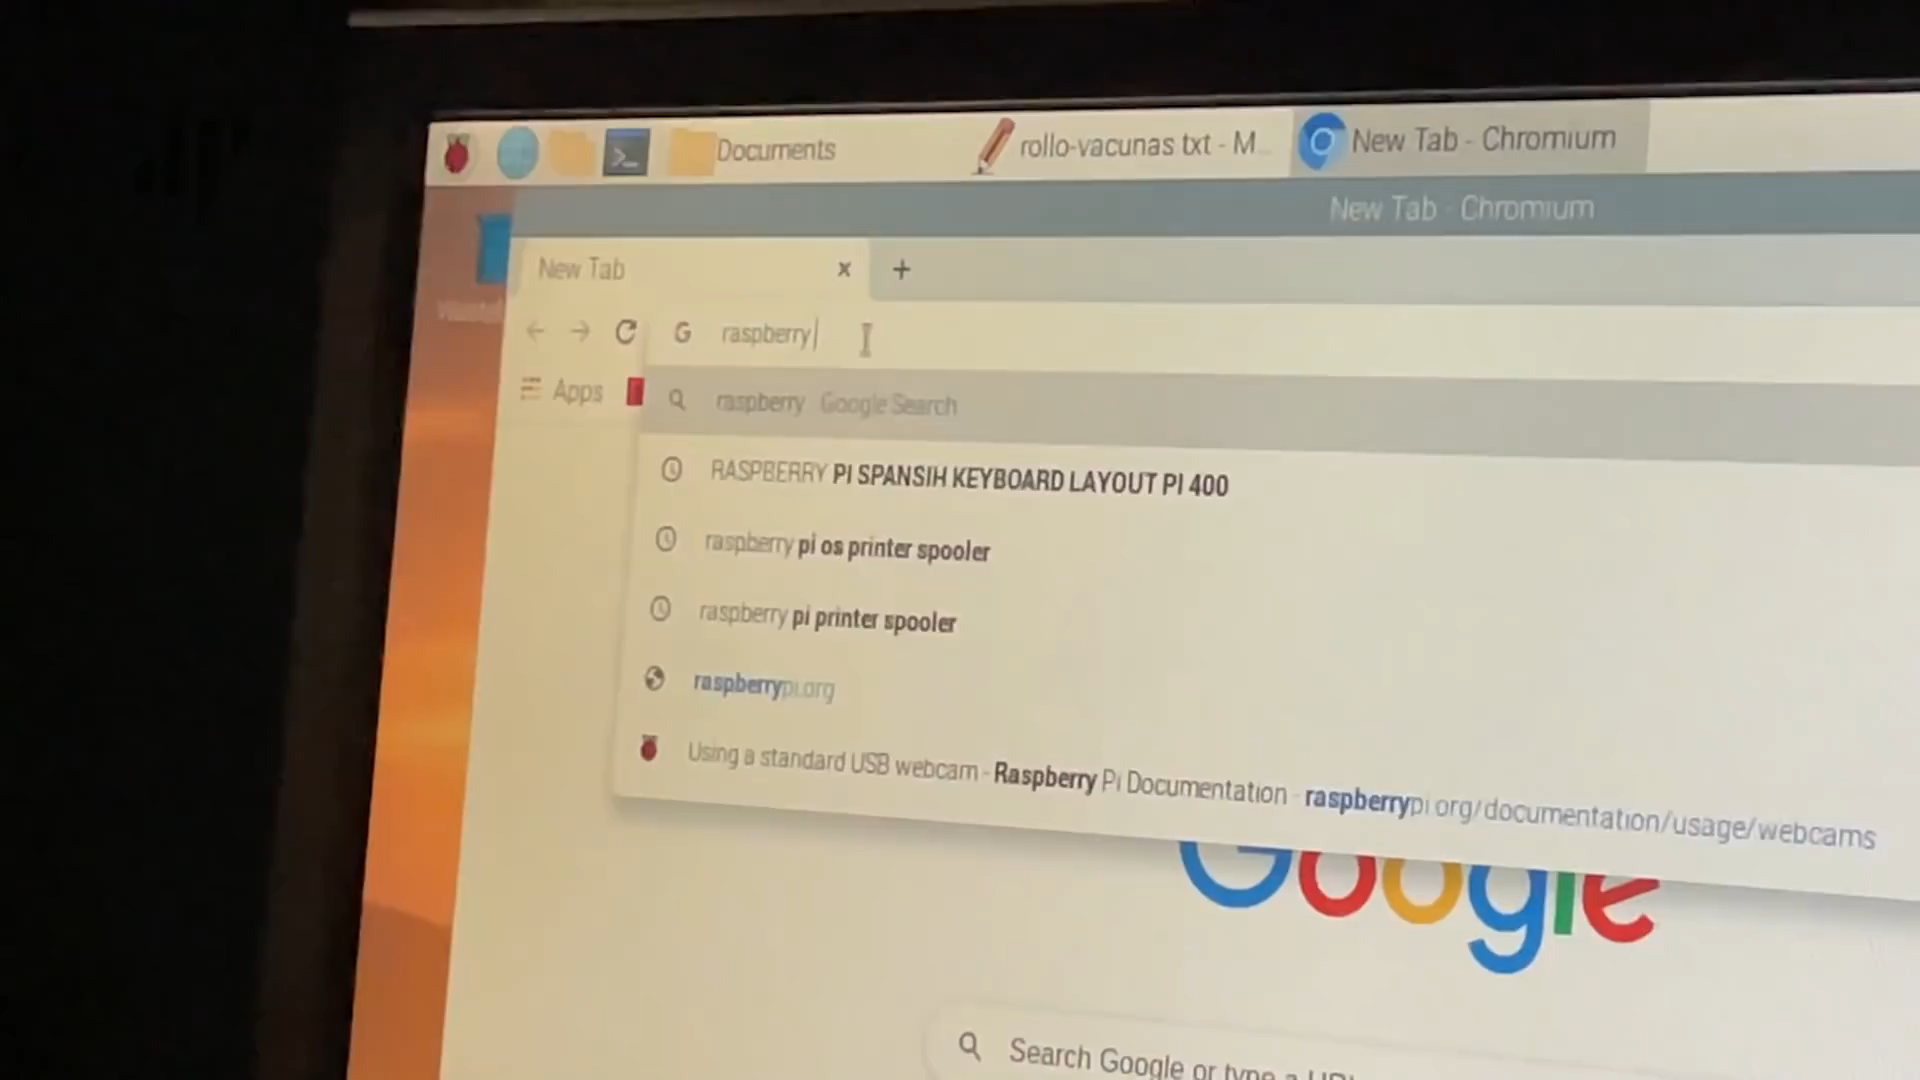 Documents
rollo-vacunas txt - M...
New Tab - Chromium
New Tab - Chromium
New Tab
raspberry
Apps
raspberry Google Search
RASPBERRY PI SPANSIH KEYBOARD LAYOUT PI 400
raspberry pi os printer spooler
raspberry pi printer spooler
raspberrypi.org
Using a standard USB webcam - Raspberry Pi Documentation - raspberrypi.org/documentation/usage/webcams
Google
Search Google or type a URL